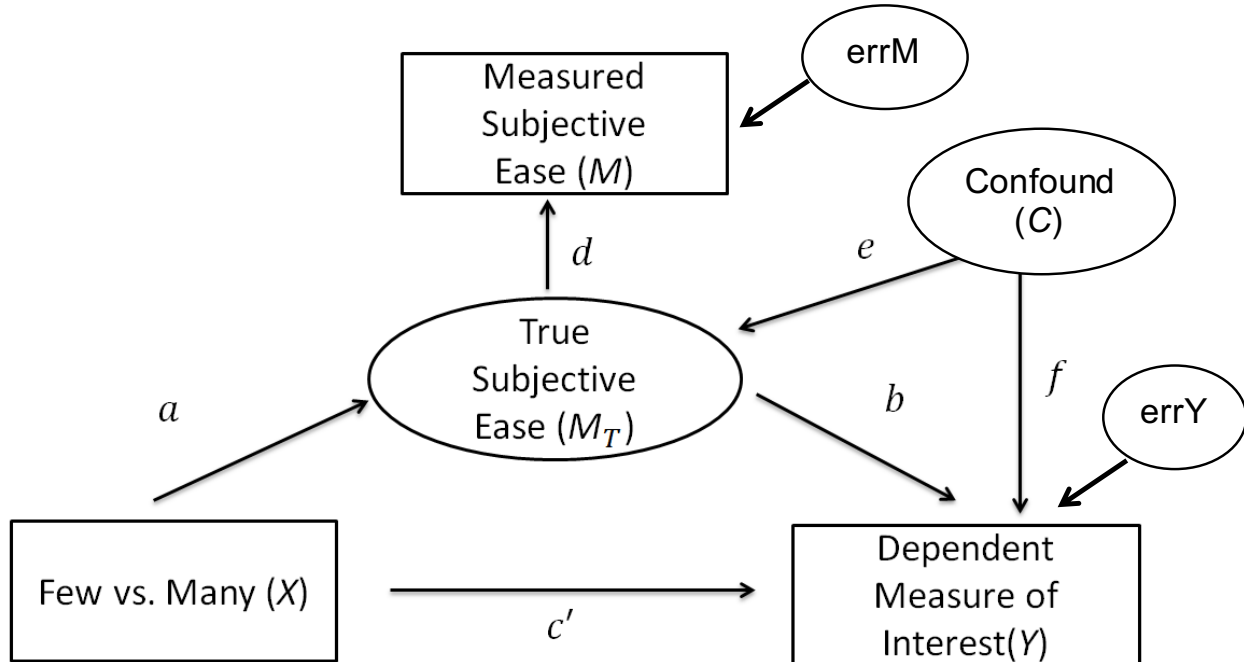 errM
Measured
Subjective
Ease (M)
Confound
(C)
d
e
True
Subjective
Ease (M_T)
a
b
f
errY
Few vs. Many (X)
c′
Dependent
Measure of
Interest(Y)